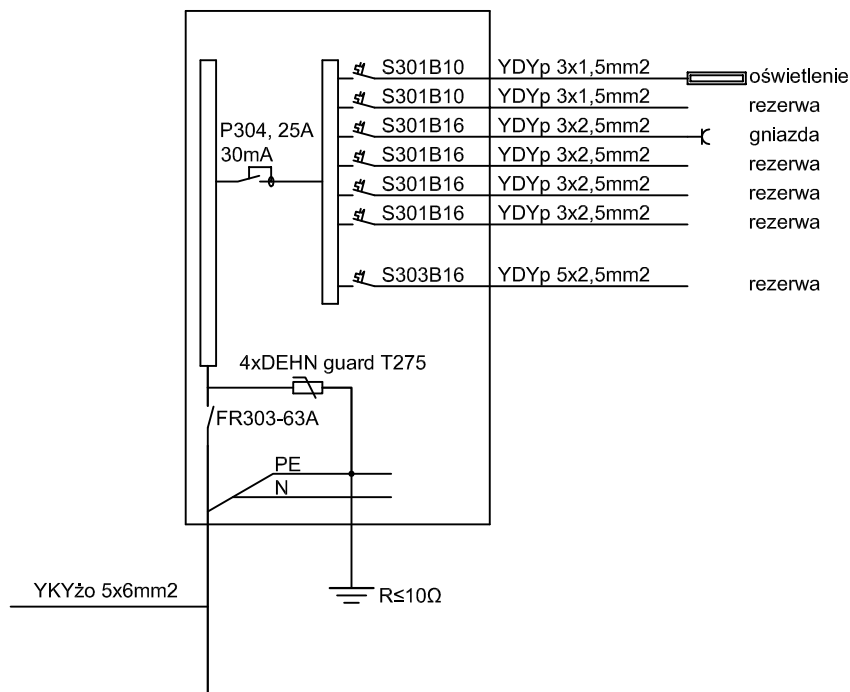 S301B10 YDYp 3x1,5mm2 oświetlenie
S301B10 YDYp 3x1,5mm2 rezerwa
P304, 25A
30mA
S301B16 YDYp 3x2,5mm2 gniazda
S301B16 YDYp 3x2,5mm2 rezerwa
S301B16 YDYp 3x2,5mm2 rezerwa
S301B16 YDYp 3x2,5mm2 rezerwa
S303B16 YDYp 5x2,5mm2 rezerwa
4xDEHN guard T275
FR303-63A
PE
N
YKYżo 5x6mm2
R≤10Ω